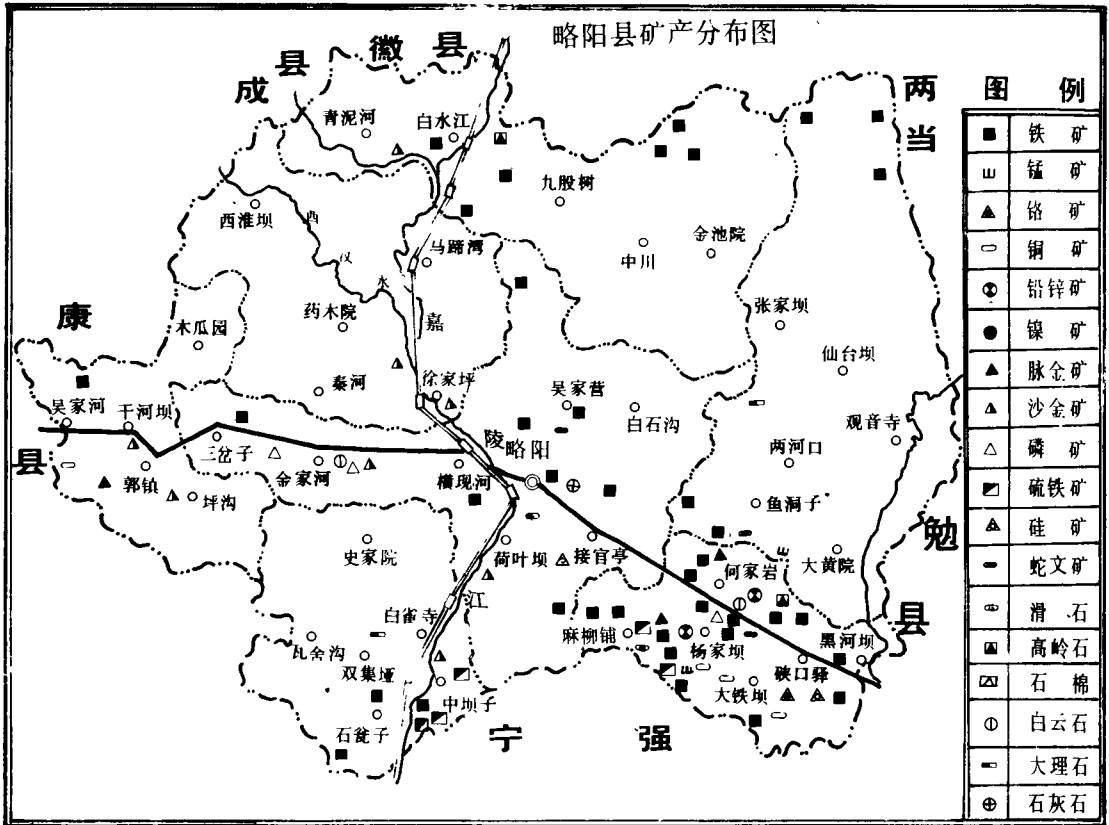 略阳县矿产分布图
成县
徽县
两当
康县
勉县
宁强
青泥河
白水江
九股树
西淮坝
西
汉
水
马蹄湾
中川
金池院
嘉
药木院
木瓜园
张家坝
仙台坝
秦河
徐家坪
吴家营
白石沟
观音寺
吴家河
干河坝
三岔子
陵
略阳
两河口
郭镇
坪沟
金家河
横现河
鱼洞子
史家院
荷叶坝
接官亭
何家岩
大黄院
江
白雀寺
麻柳铺
杨家坝
黑河坝
瓦舍沟
双集垭
中坝子
大铁坝
硖口驿
石瓮子
图例
铁矿
锰矿
铬矿
铜矿
铅锌矿
镍矿
脉金矿
沙金矿
磷矿
硫铁矿
硅矿
蛇文矿
滑石
高岭石
石棉
白云石
大理石
石灰石